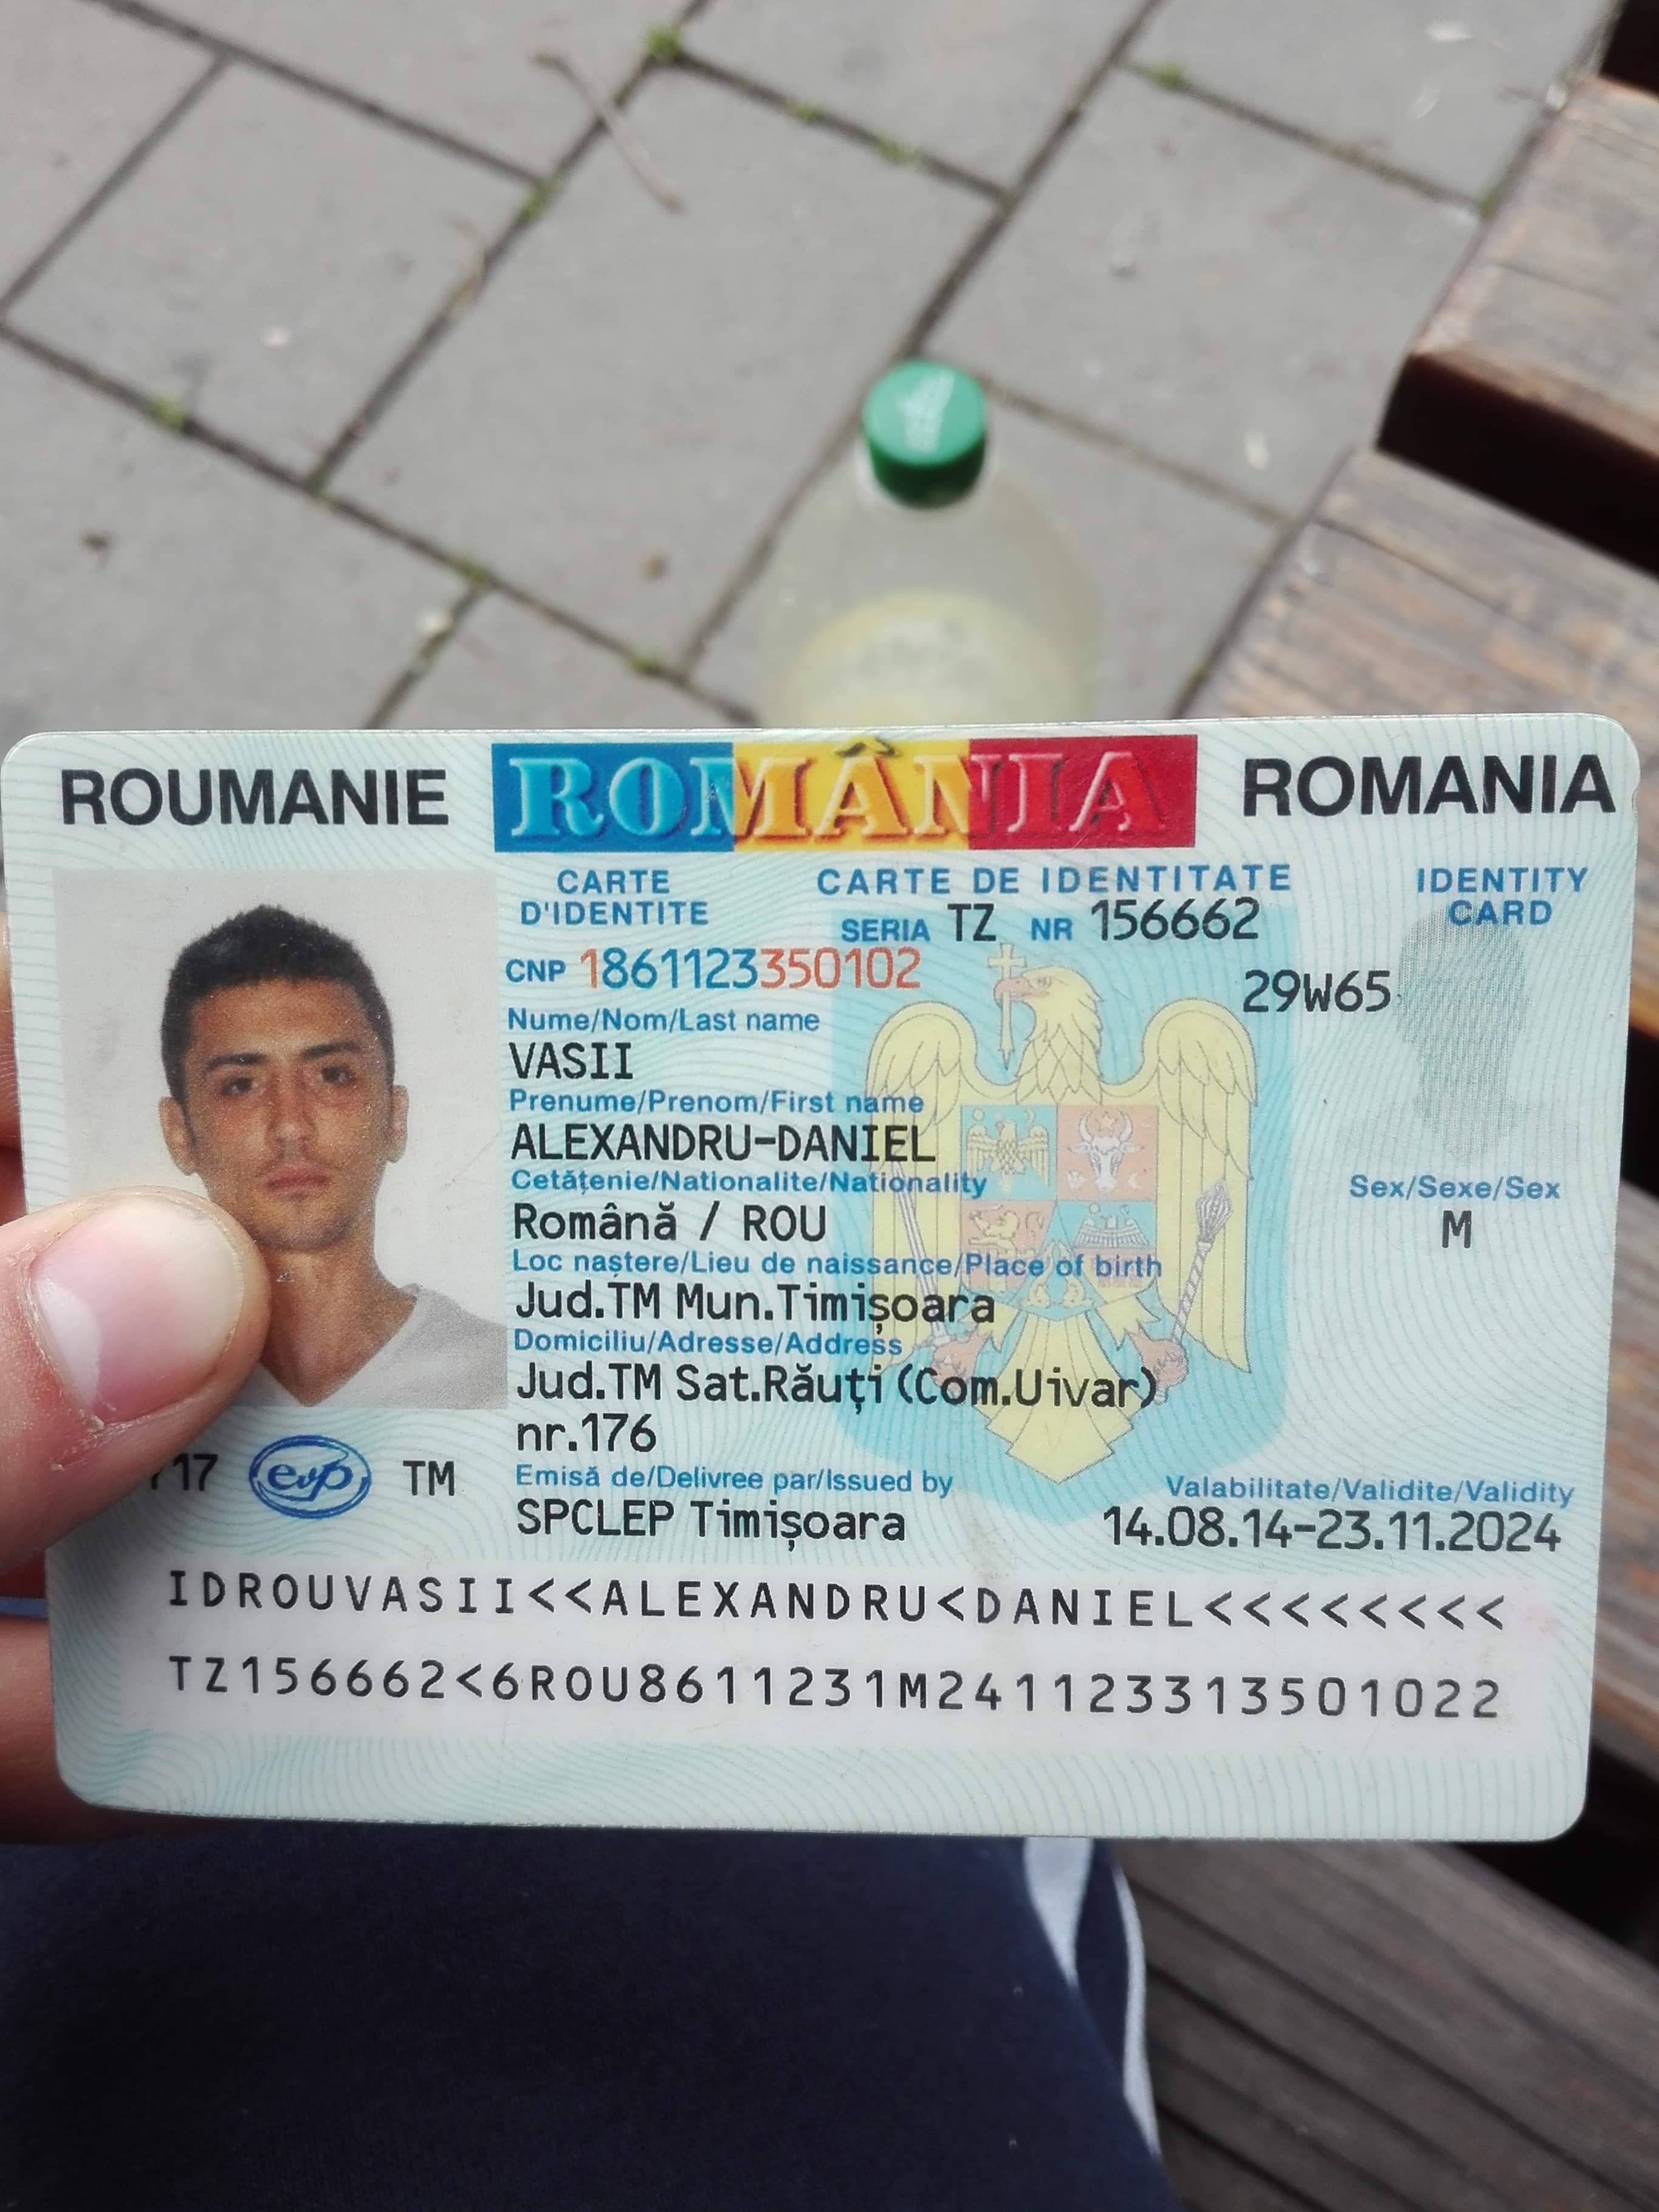 ROUMANIE ROMÂNIA ROMANIA
CARTE D'IDENTITE CARTE DE IDENTITATE IDENTITY CARD
SERIA TZ NR 156662
CNP 1861123350102
29W65
Nume/Nom/Last name
VASII
Prenume/Prenom/First name
ALEXANDRU-DANIEL
Cetățenie/Nationalite/Nationality
Română / ROU
Sex/Sexe/Sex
M
Loc naștere/Lieu de naissance/Place of birth
Jud.TM Mun.Timișoara
Domiciliu/Adresse/Address
Jud.TM Sat.Răuți (Com.Uivar)
nr.176
17 evp TM
Emisă de/Delivree par/Issued by
SPCLEP Timișoara
Valabilitate/Validite/Validity
14.08.14-23.11.2024
IDROUVASII<<ALEXANDRU<DANIEL<<<<<<<<
TZ156662<6ROU8611231M241123313501022